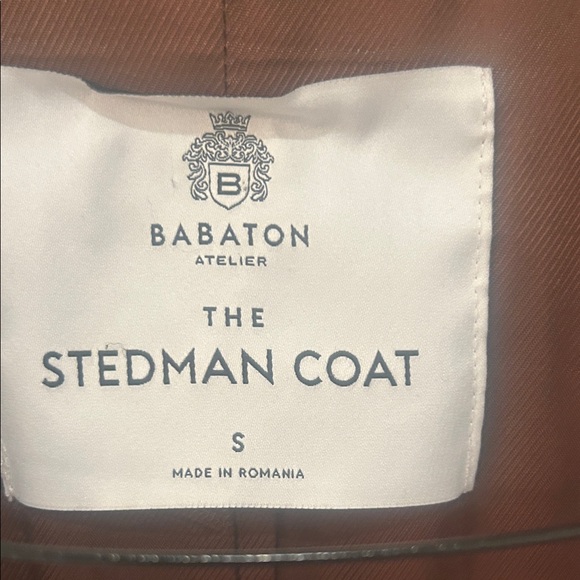 B
BABATON
ATELIER
THE
STEDMAN COAT
S
MADE IN ROMANIA